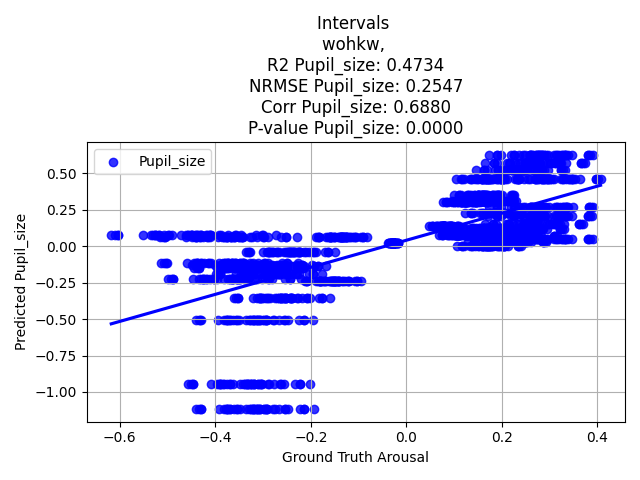 Intervals
wohkw,
R2 Pupil_size: 0.4734
NRMSE Pupil_size: 0.2547
Corr Pupil_size: 0.6880
P-value Pupil_size: 0.0000
Pupil_size
0.50
0.25
0.00
−0.25
−0.50
−0.75
−1.00
Predicted Pupil_size
−0.6 −0.4 −0.2 0.0 0.2 0.4
Ground Truth Arousal